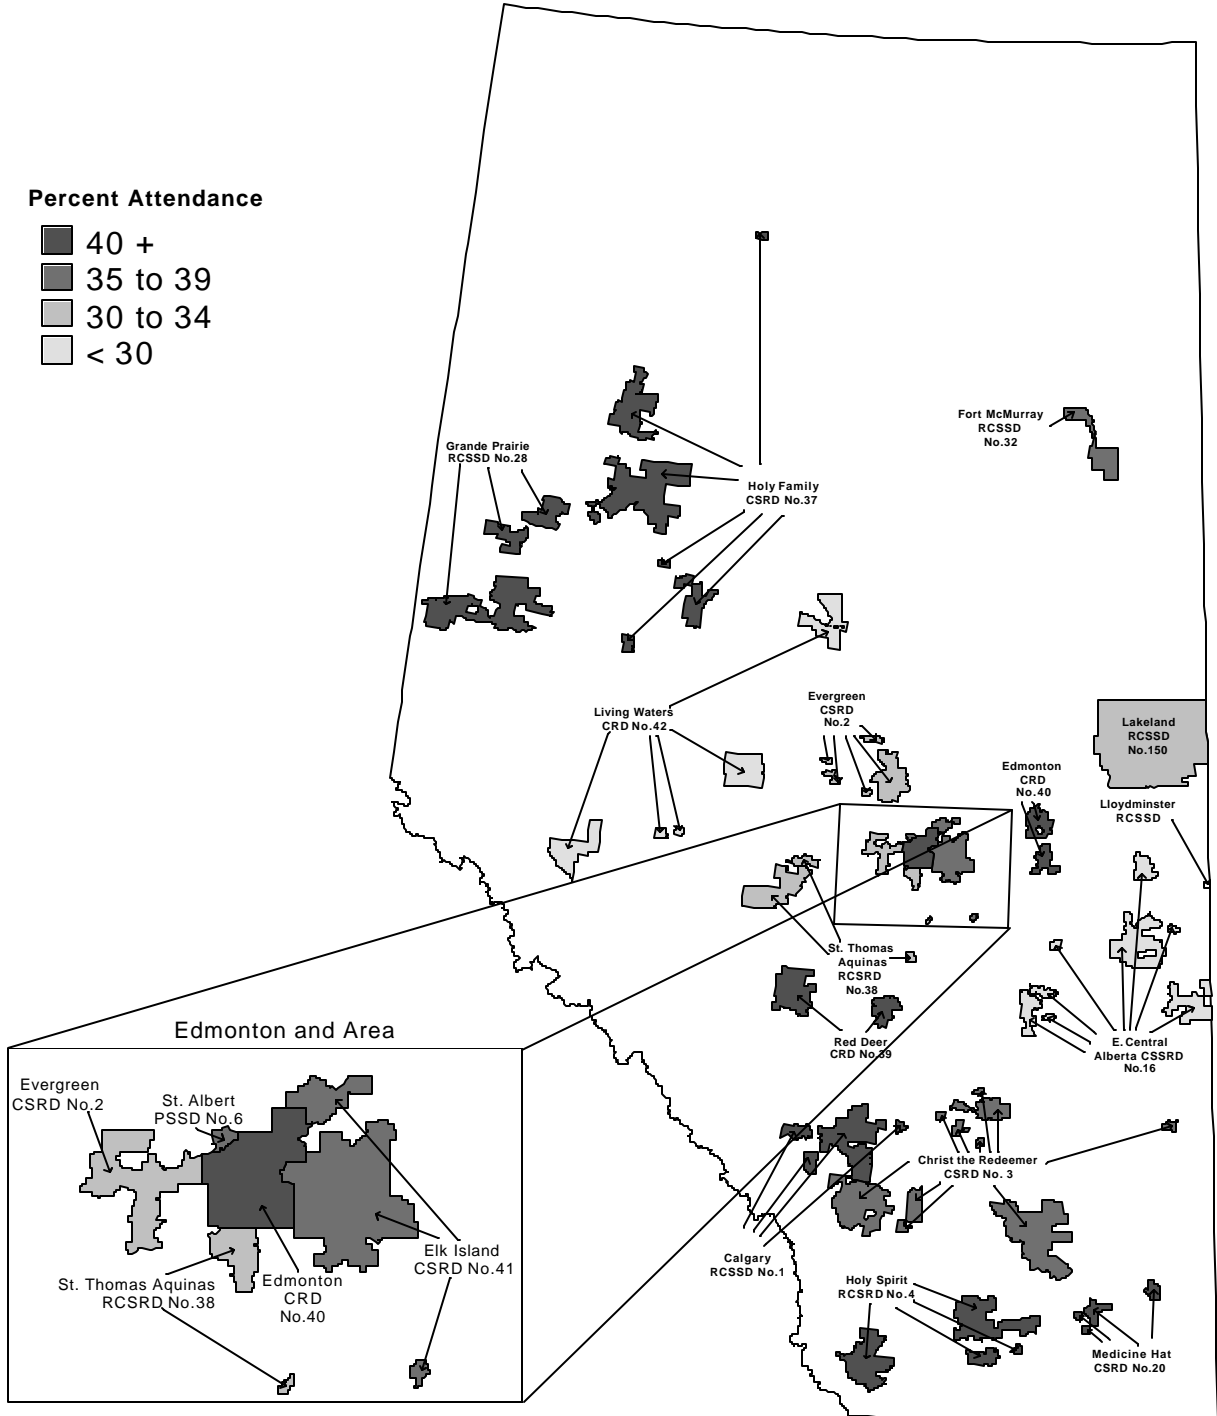 Percent Attendance
40 +
35 to 39
30 to 34
< 30
Fort McMurray
RCSSD
No.32
Grande Prairie
RCSSD No.28
Holy Family
CSRD No.37
Living Waters
CRD No.42
Evergreen
CSRD
No.2
Lakeland
RCSSD
No.150
Edmonton
CRD
No.40
Lloydminster
RCSSD
St. Thomas
Aquinas
RCSRD
No.38
Red Deer
CRD No.39
E. Central
Alberta CSSRD
No.16
Edmonton and Area
Evergreen
CSRD No.2
St. Albert
PSSD No.6
Elk Island
CSRD No.41
St. Thomas Aquinas
RCSRD No.38
Edmonton
CRD
No.40
Christ the Redeemer
CSRD No. 3
Calgary
RCSSD No.1
Holy Spirit
RCSRD No.4
Medicine Hat
CSRD No.20